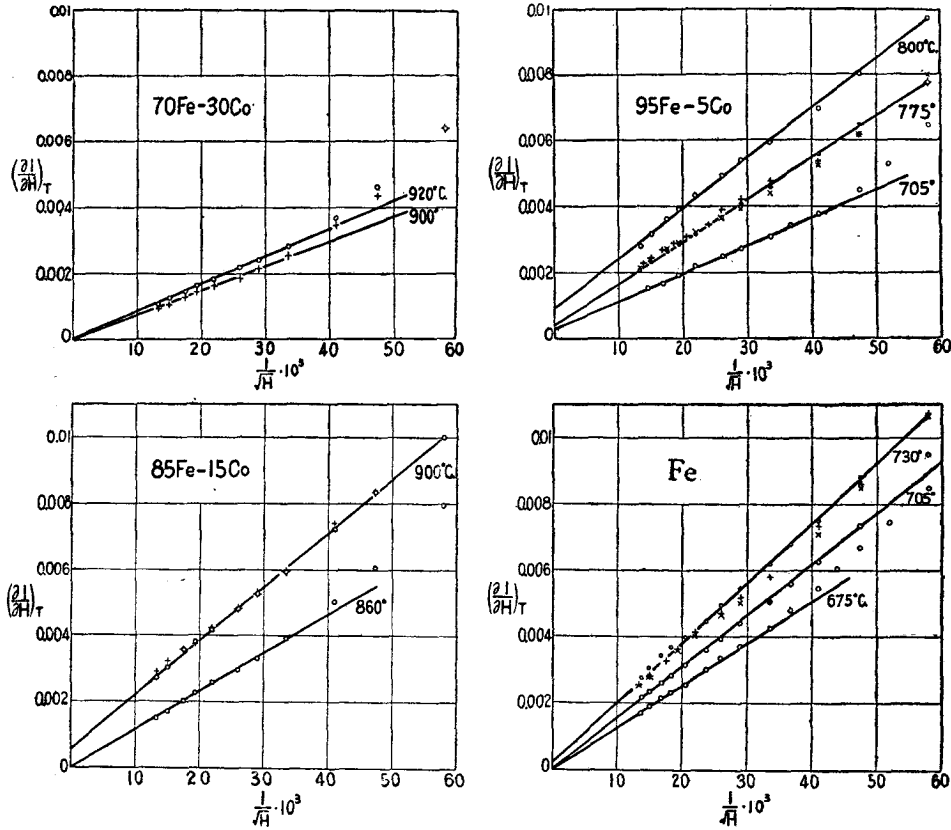 0.01
0.008
0.006
0.004
0.002
0
(∂I/∂H)T
70Fe-30Co
920°C.
900°
10 20 30 40 50 60
1/√H · 10³
0.01
0.008
0.006
0.004
0.002
0
(∂I/∂H)T
95Fe-5Co
800°C.
775°
705°
10 20 30 40 50 60
1/√H · 10³
0.01
0.008
0.006
0.004
0.002
0
(∂I/∂H)T
85Fe-15Co
900°C.
860°
10 20 30 40 50 60
1/√H · 10³
0.01
0.008
0.006
0.004
0.002
0
(∂I/∂H)T
Fe
730°
705°
675°C.
10 20 30 40 50 60
1/√H · 10³